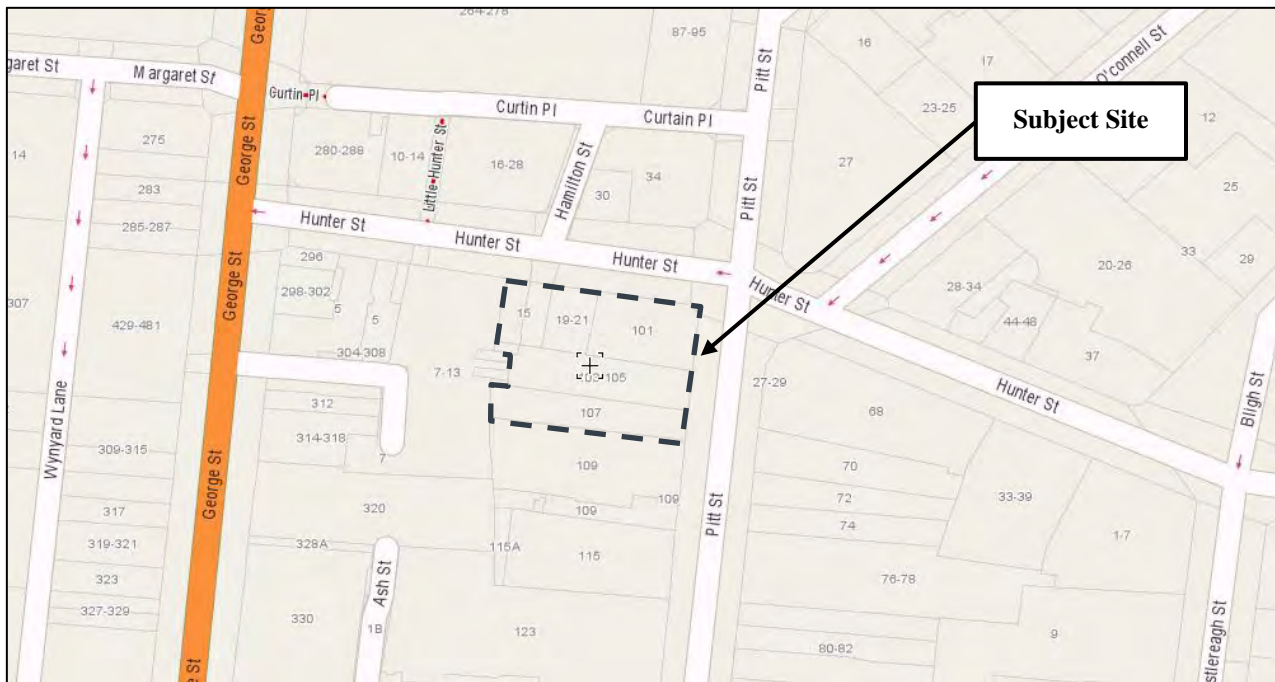 264-278
87-95
Geor
Pitt St
16
17
O'connell St
garet St
Margaret St
Curtin Pl
Curtin Pl
Curtain Pl
23-25
12
Subject Site
14
275
George St
280-288
10-14
Little Hunter St
16-28
Hamilton St
34
30
27
25
283
285-287
Pitt St
Hunter St
Hunter St
Hunter St
Hunter St
20-26
33
29
296
298-302
5
5
15
19-21
101
28-34
44-48
37
307
429-481
George St
304-308
7-13
105
27-29
Hunter St
Bligh St
Wynyard Lane
312
314-318
7
107
68
309-315
George St
109
70
33-39
317
320
109
109
72
Pitt St
319-321
328A
115A
115
74
1-7
323
76-78
327-329
Ash St
330
1B
123
9
80-82
stlereagh St
e St